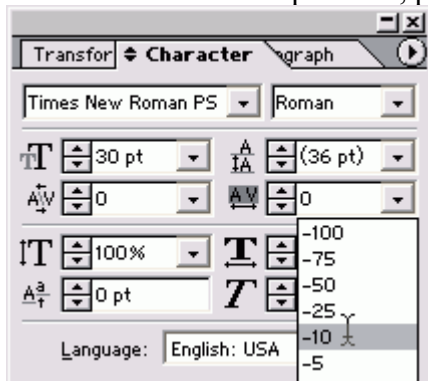 Transfor Character agraph
Times New Roman PS Roman
30 pt (36 pt)
0 0
100%
0 pt
-100
-75
-50
-25
-10
-5
Language: English: USA